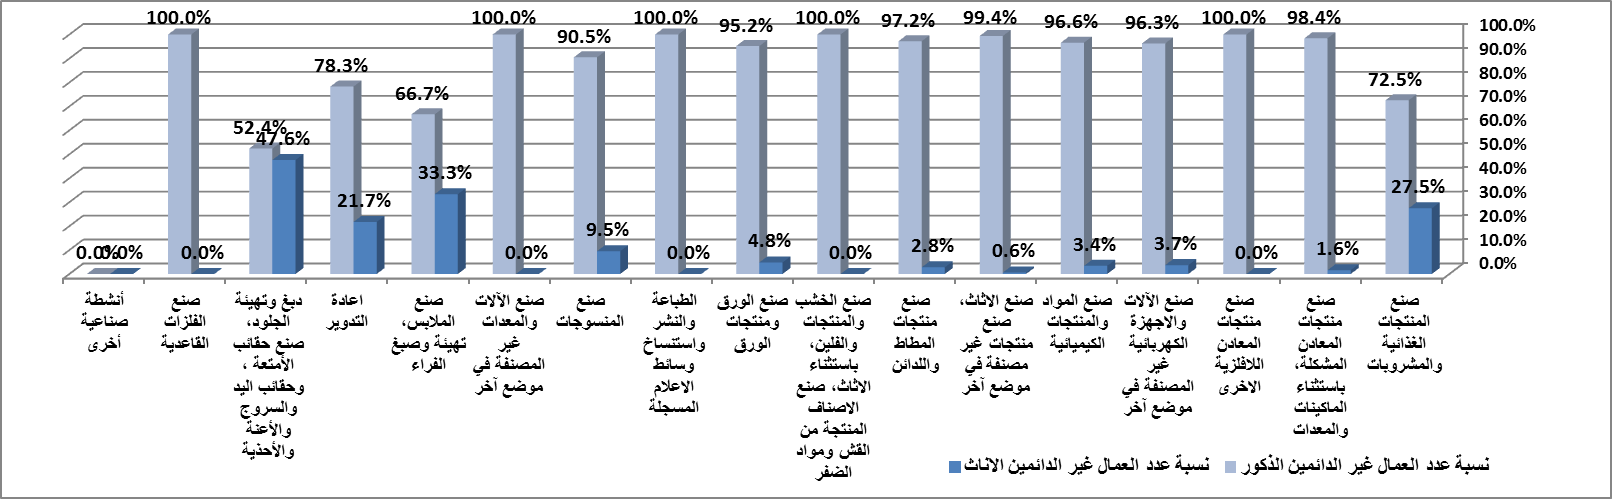 100.0%
100.0%
90.5%
100.0%
95.2%
100.0%
97.2%
99.4%
96.6%
96.3%
100.0%
98.4%
78.3%
66.7%
72.5%
52.4%
47.6%
33.3%
21.7%
27.5%
0.0%
0.0%
0.0%
0.0%
9.5%
0.0%
4.8%
0.0%
2.8%
0.6%
3.4%
3.7%
0.0%
1.6%
100.0%
90.0%
80.0%
70.0%
60.0%
50.0%
40.0%
30.0%
20.0%
10.0%
0.0%
صنع
المنتجات
الغذائية
والمشروبات
صنع
منتجات
المعادن
المشكلة،
باستثناء
الماكينات
والمعدات
صنع
منتجات
المعادن
اللافلزية
الاخرى
صنع الآلات
والاجهزة
الكهربائية
غير
المصنفة في
موضع آخر
صنع المواد
والمنتجات
الكيميائية
صنع الاثاث،
صنع
منتجات غير
مصنفة في
موضع آخر
صنع
منتجات
المطاط
واللدائن
صنع الخشب
والمنتجات
والفلين،
باستثناء
الاثاث، صنع
الاصناف
المنتجة من
القش ومواد
الضفر
صنع الورق
ومنتجات
الورق
الطباعة
والنشر
واستنساخ
وسائط
الاعلام
المسجلة
صنع
المنسوجات
صنع الآلات
والمعدات
غير
المصنفة في
موضع آخر
صنع
الملابس،
تهيئة وصبغ
الفراء
اعادة
التدوير
دبغ وتهيئة
الجلود،
صنع حقائب
الأمتعة ،
وحقائب اليد
والسروج
والأعنة
والأحذية
صنع
الفلزات
القاعدية
أنشطة
صناعية
أخرى
نسبة عدد العمال غير الدائمين الذكور
نسبة عدد العمال غير الدائمين الاناث